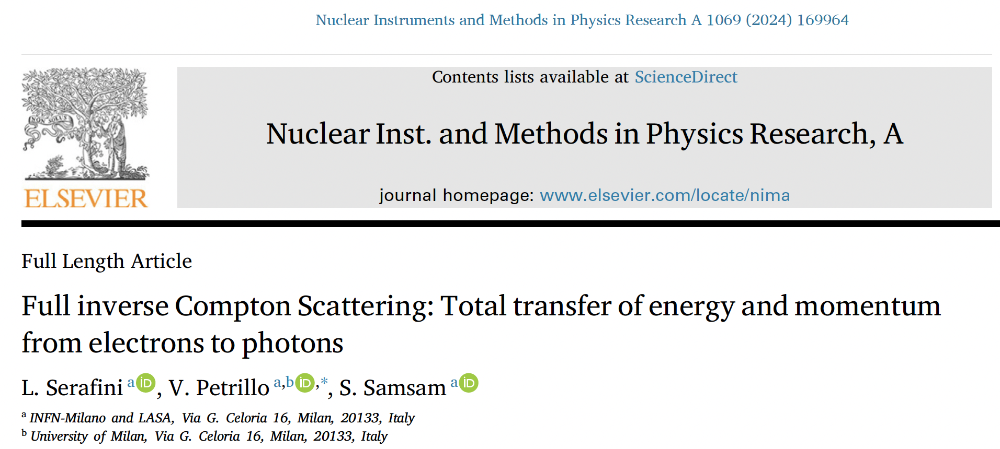 Nuclear Instruments and Methods in Physics Research A 1069 (2024) 169964
Contents lists available at ScienceDirect
NON SOLUS
Nuclear Inst. and Methods in Physics Research, A
ELSEVIER
journal homepage: www.elsevier.com/locate/nima
Full Length Article
Full inverse Compton Scattering: Total transfer of energy and momentum
from electrons to photons
L. Serafini a iD, V. Petrillo a,b iD,*, S. Samsam a iD
a INFN-Milano and LASA, Via G. Celoria 16, Milan, 20133, Italy
b University of Milan, Via G. Celoria 16, Milan, 20133, Italy